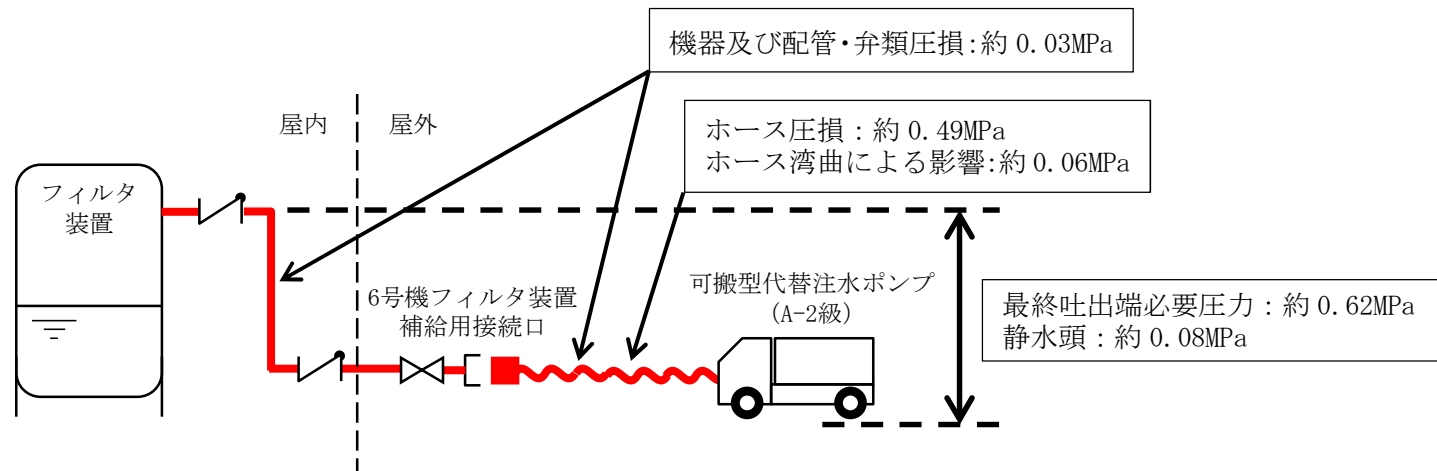 機器及び配管・弁類圧損:約 0.03MPa
ホース圧損：約 0.49MPa
ホース湾曲による影響:約 0.06MPa
屋内
屋外
フィルタ
装置
6号機フィルタ装置
補給用接続口
可搬型代替注水ポンプ
(A-2級)
最終吐出端必要圧力：約 0.62MPa
静水頭：約 0.08MPa